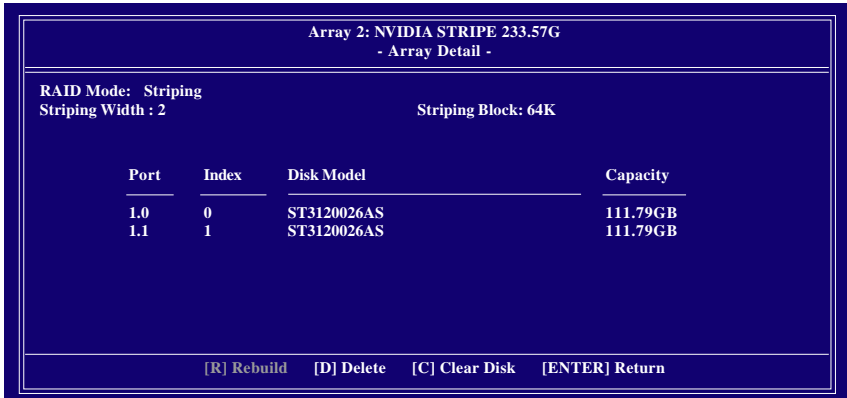 Array 2: NVIDIA STRIPE 233.57G
- Array Detail -
RAID Mode: Striping
Striping Width : 2 Striping Block: 64K
Port Index Disk Model Capacity
1.0 0 ST3120026AS 111.79GB
1.1 1 ST3120026AS 111.79GB
[R] Rebuild [D] Delete [C] Clear Disk [ENTER] Return